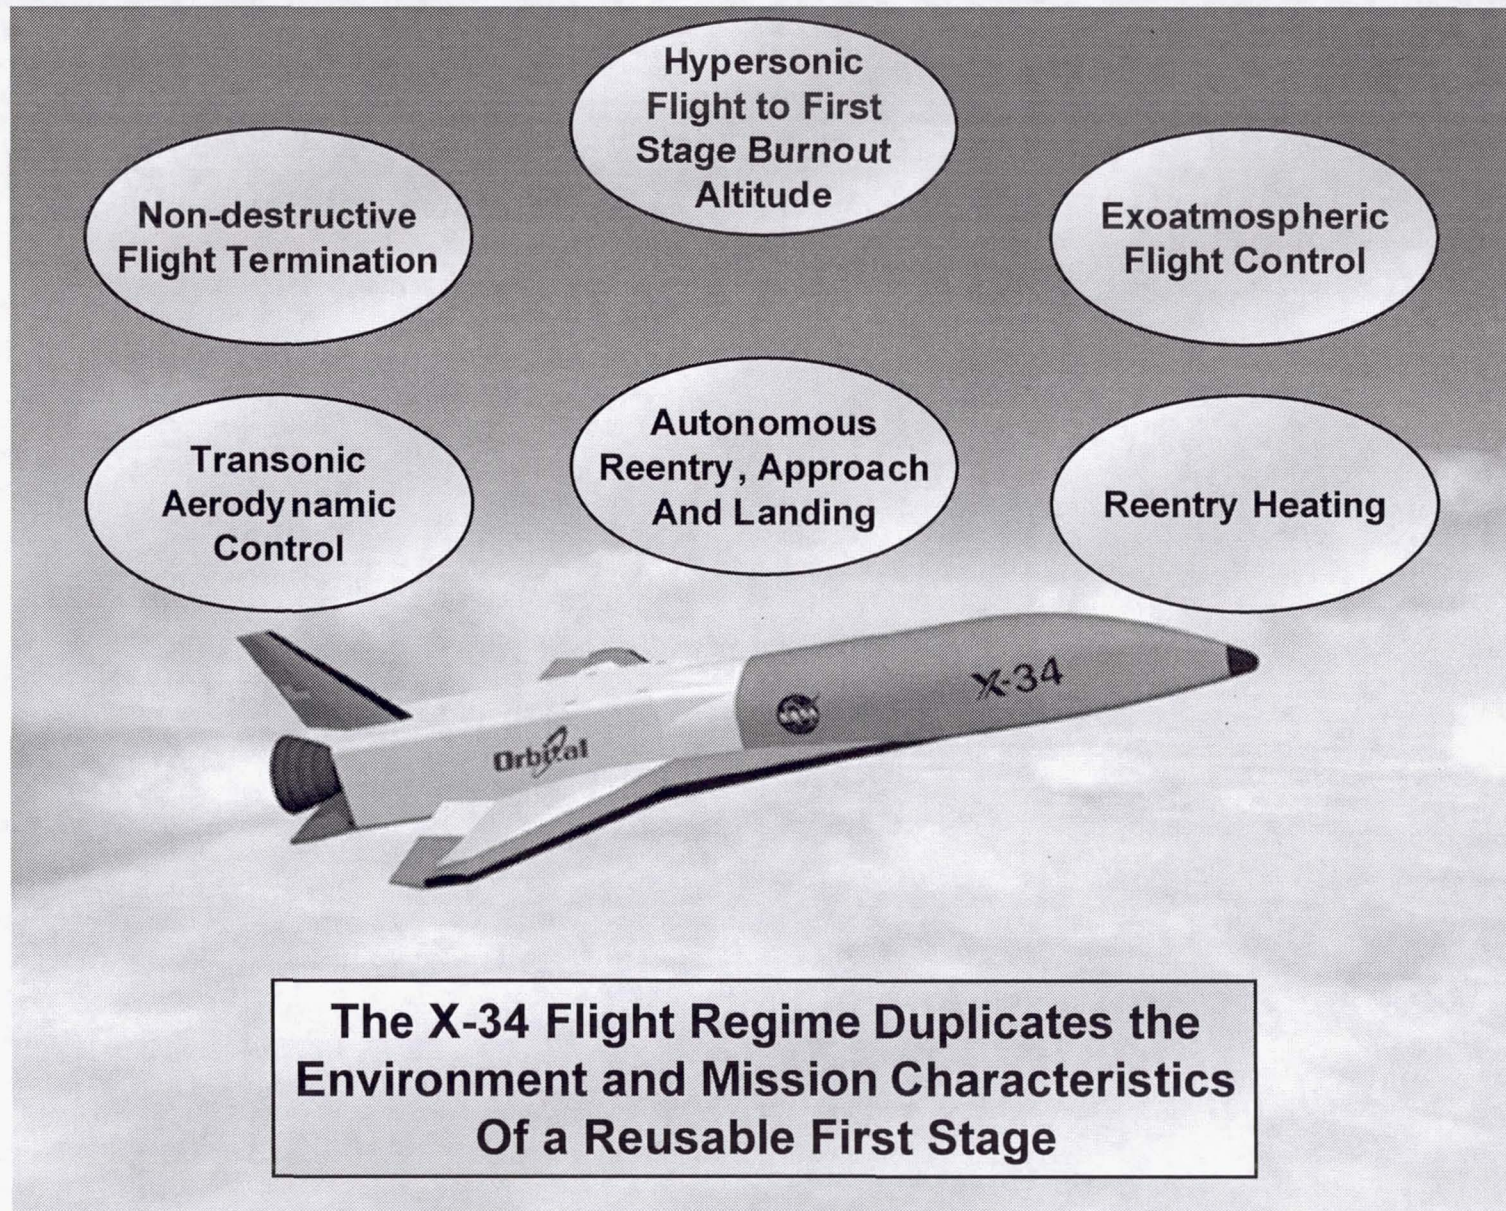 Hypersonic
Flight to First
Stage Burnout
Altitude
Non-destructive
Flight Termination
Exoatmospheric
Flight Control
Transonic
Aerodynamic
Control
Autonomous
Reentry, Approach
And Landing
Reentry Heating
X-34
Orbital
The X-34 Flight Regime Duplicates the
Environment and Mission Characteristics
Of a Reusable First Stage